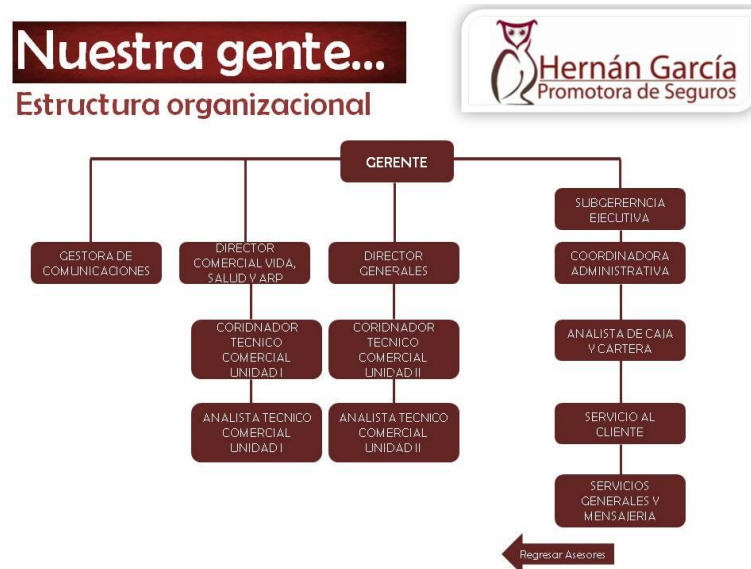 Nuestra gente...
Estructura organizacional
Hernán García
Promotora de Seguros
GERENTE
SUBGERERNCIA
EJECUTIVA
GESTORA DE
COMUNICACIONES
DIRECTOR
COMERCIAL VIDA,
SALUD Y ARP
DIRECTOR
GENERALES
COORDINADORA
ADMINISTRATIVA
CORIDNADOR
TECNICO
COMERCIAL
UNIDAD I
CORIDNADOR
TECNICO
COMERCIAL
UNIDAD II
ANALISTA DE CAJA
Y CARTERA
ANALISTA TECNICO
COMERCIAL
UNIDAD I
ANALISTA TECNICO
COMERCIAL
UNIDAD II
SERVICIO AL
CLIENTE
SERVICIOS
GENERALES Y
MENSAJERIA
Regresar Asesores